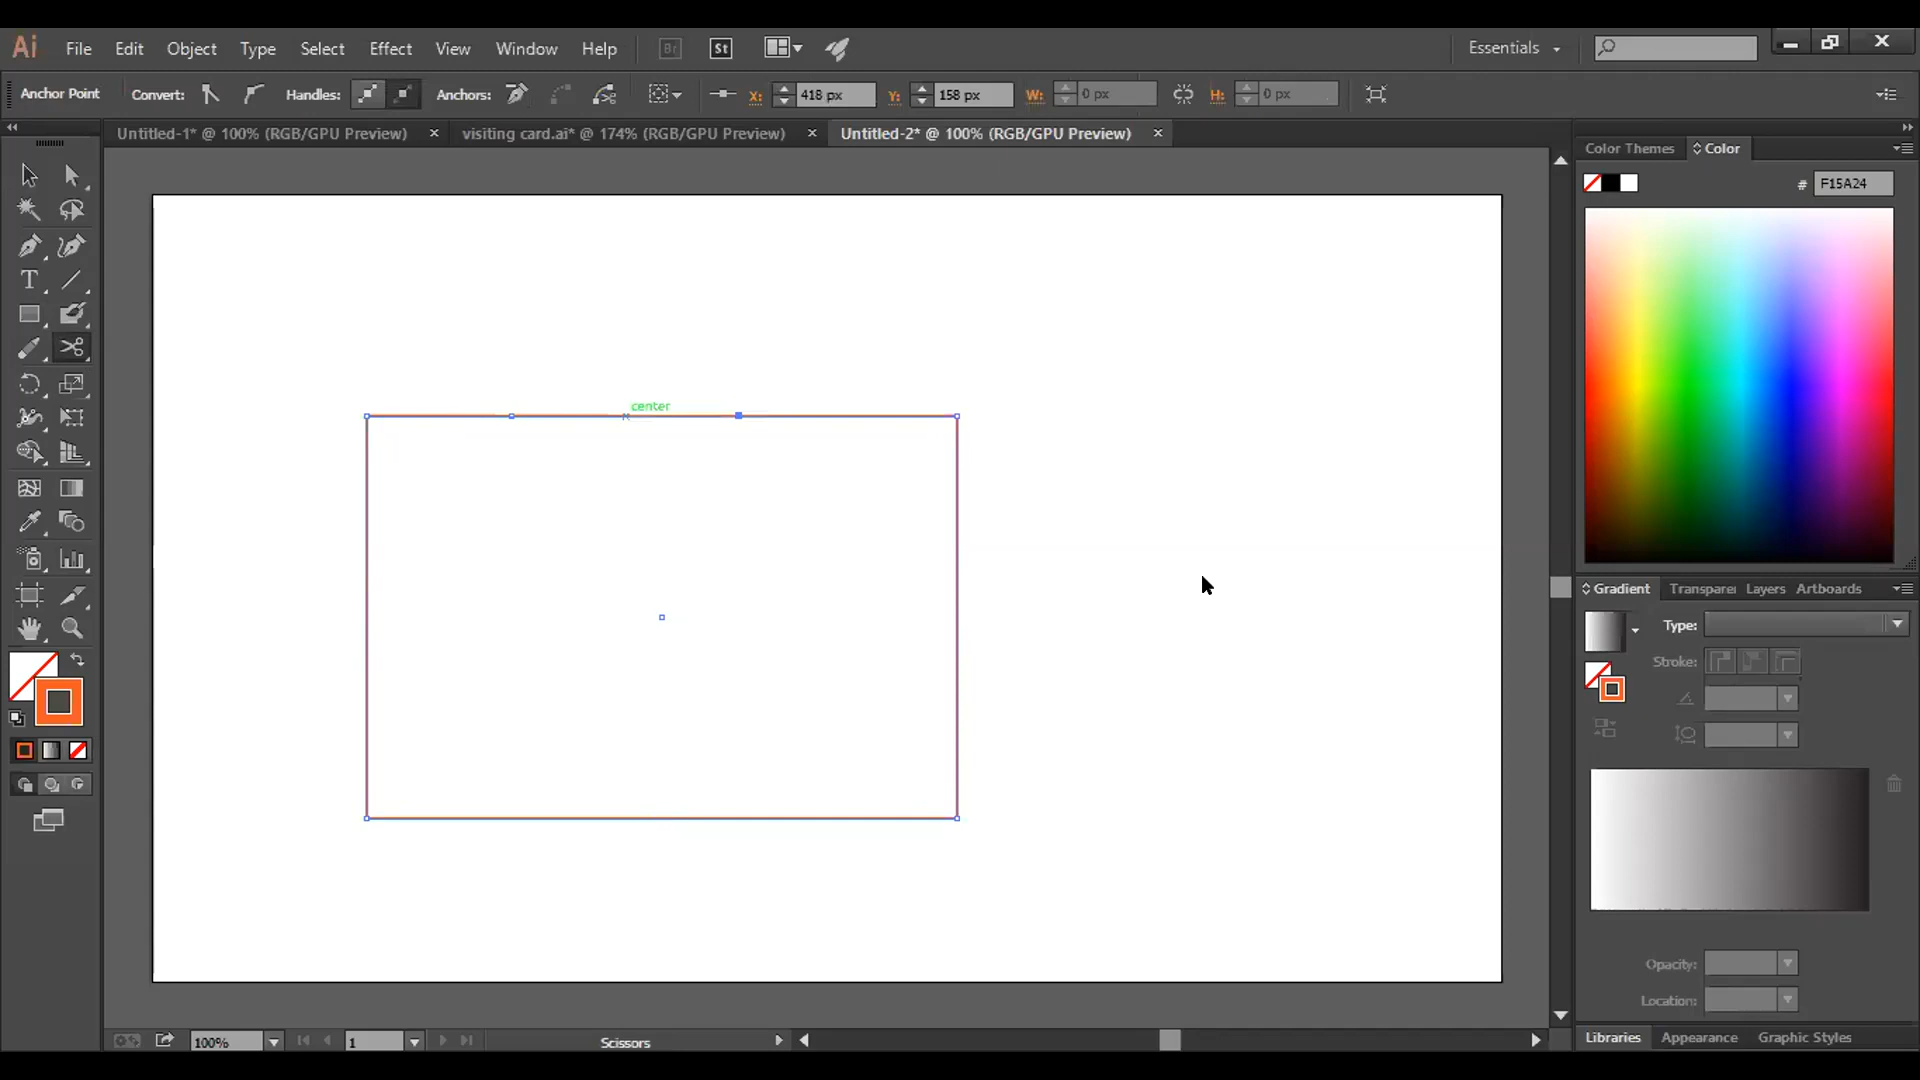 Ai File Edit Object Type Select Effect View Window Help Br St Essentials
Anchor Point Convert: Handles: Anchors: X: 418 px Y: 158 px W: 0 px H: 0 px
Untitled-1* @ 100% (RGB/GPU Preview) × visiting card.ai* @ 174% (RGB/GPU Preview) × Untitled-2* @ 100% (RGB/GPU Preview) ×
Color Themes Color
# F15A24
center
Gradient Transpare Layers Artboards
Type:
Stroke:
Opacity:
Location:
100% 1 Scissors
Libraries Appearance Graphic Styles